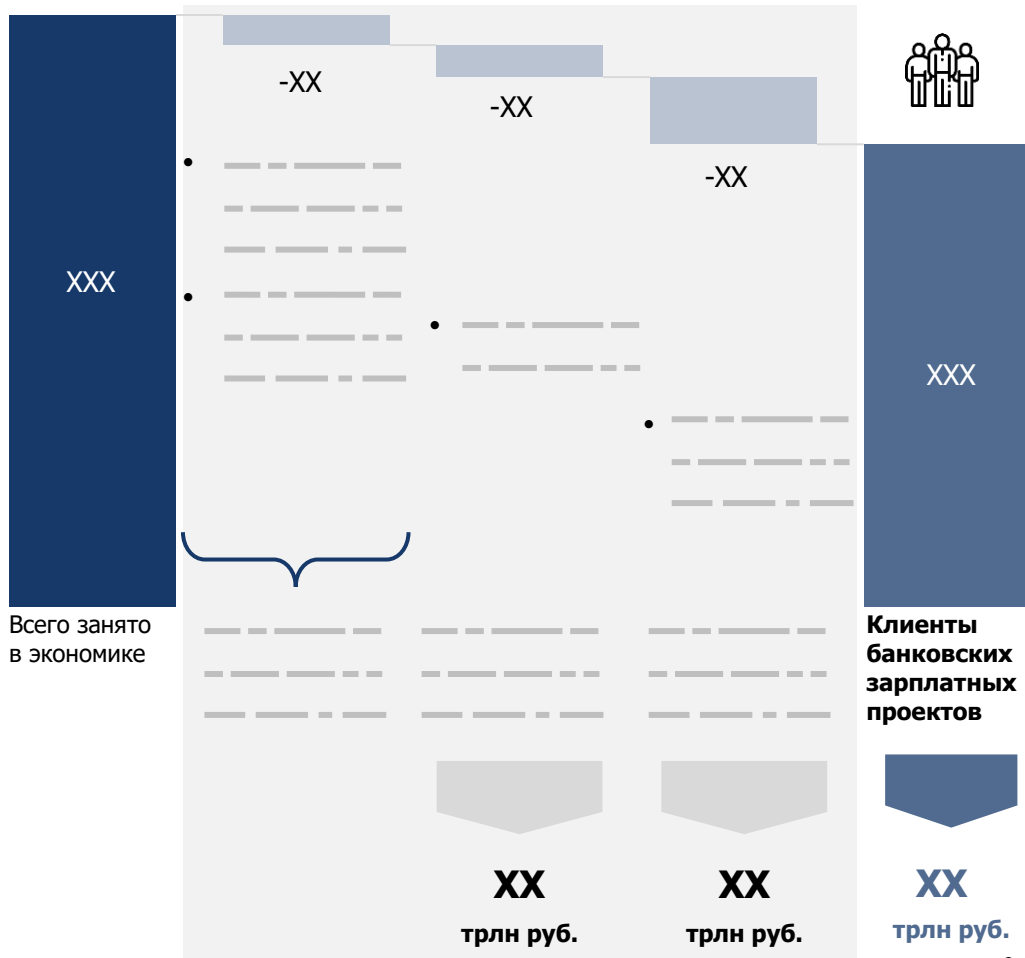 -XX
-XX
-XX
XXX
XXX
Всего занято
в экономике
Клиенты
банковских
зарплатных
проектов
XX
XX
XX
трлн руб.
трлн руб.
трлн руб.